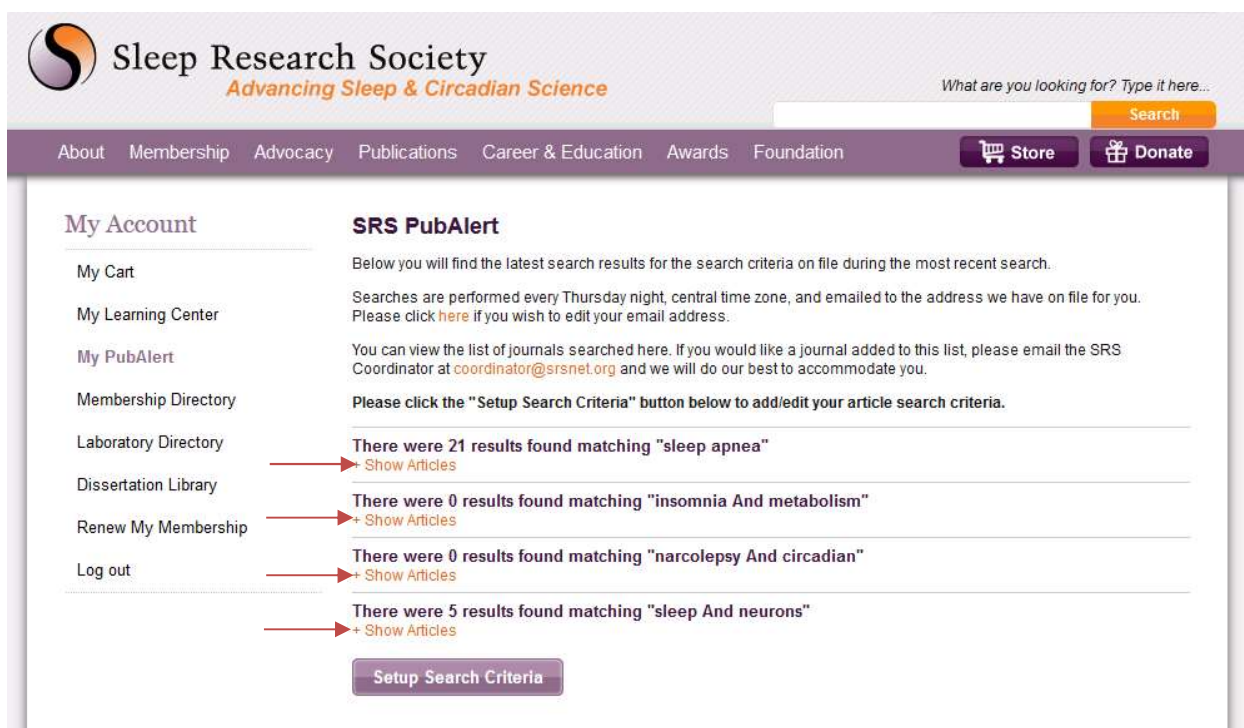 Sleep Research Society
Advancing Sleep & Circadian Science
What are you looking for? Type it here...
Search
About Membership Advocacy Publications Career & Education Awards Foundation Store Donate
My Account
My Cart
My Learning Center
My PubAlert
Membership Directory
Laboratory Directory
Dissertation Library
Renew My Membership
Log out
SRS PubAlert
Below you will find the latest search results for the search criteria on file during the most recent search.
Searches are performed every Thursday night, central time zone, and emailed to the address we have on file for you.
Please click here if you wish to edit your email address.
You can view the list of journals searched here. If you would like a journal added to this list, please email the SRS
Coordinator at coordinator@srsnet.org and we will do our best to accommodate you.
Please click the "Setup Search Criteria" button below to add/edit your article search criteria.
There were 21 results found matching "sleep apnea"
+ Show Articles
There were 0 results found matching "insomnia And metabolism"
+ Show Articles
There were 0 results found matching "narcolepsy And circadian"
+ Show Articles
There were 5 results found matching "sleep And neurons"
+ Show Articles
Setup Search Criteria